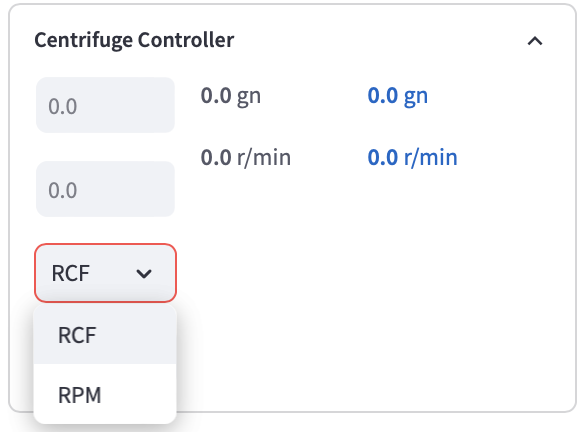 Centrifuge Controller
0.0 0.0 gn 0.0 gn
0.0 0.0 r/min 0.0 r/min
RCF
RCF
RPM